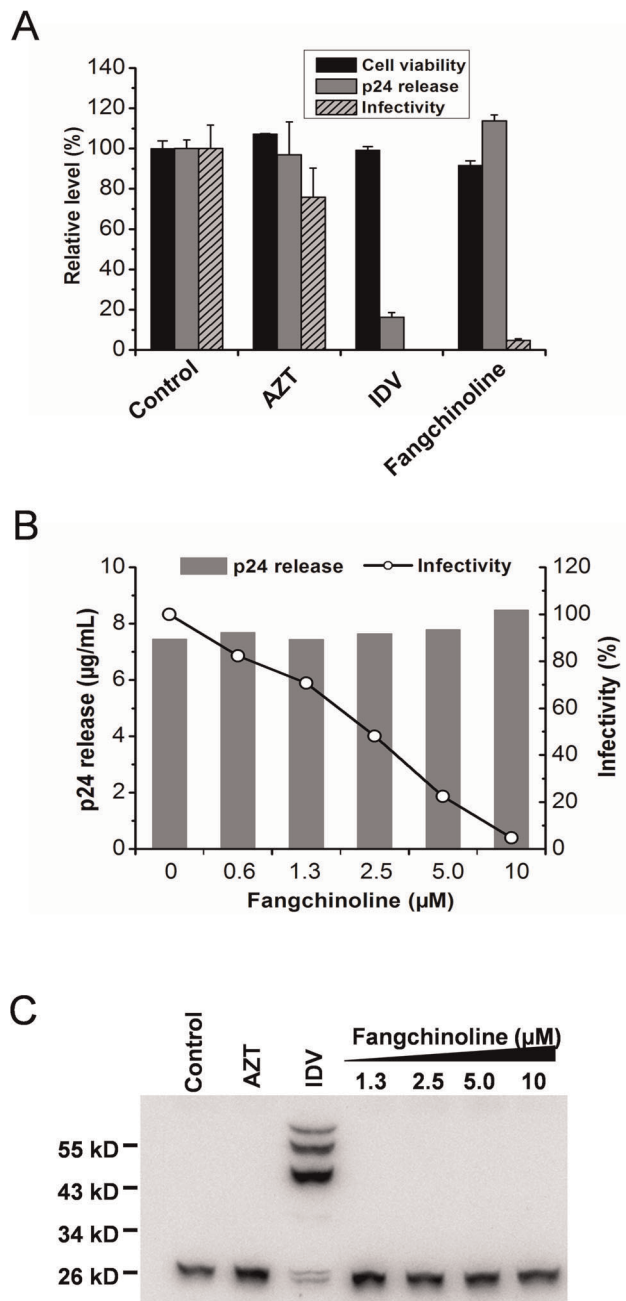 A
Cell viability
p24 release
Infectivity
140
120
100
80
60
40
20
0
Relative level (%)
Control
AZT
IDV
Fangchinoline
B
p24 release
Infectivity
10
8
6
4
2
0
p24 release (µg/mL)
120
100
80
60
40
20
0
Infectivity (%)
0 0.6 1.3 2.5 5.0 10
Fangchinoline (µM)
C
Control
AZT
IDV
Fangchinoline (µM)
1.3 2.5 5.0 10
55 kD
43 kD
34 kD
26 kD